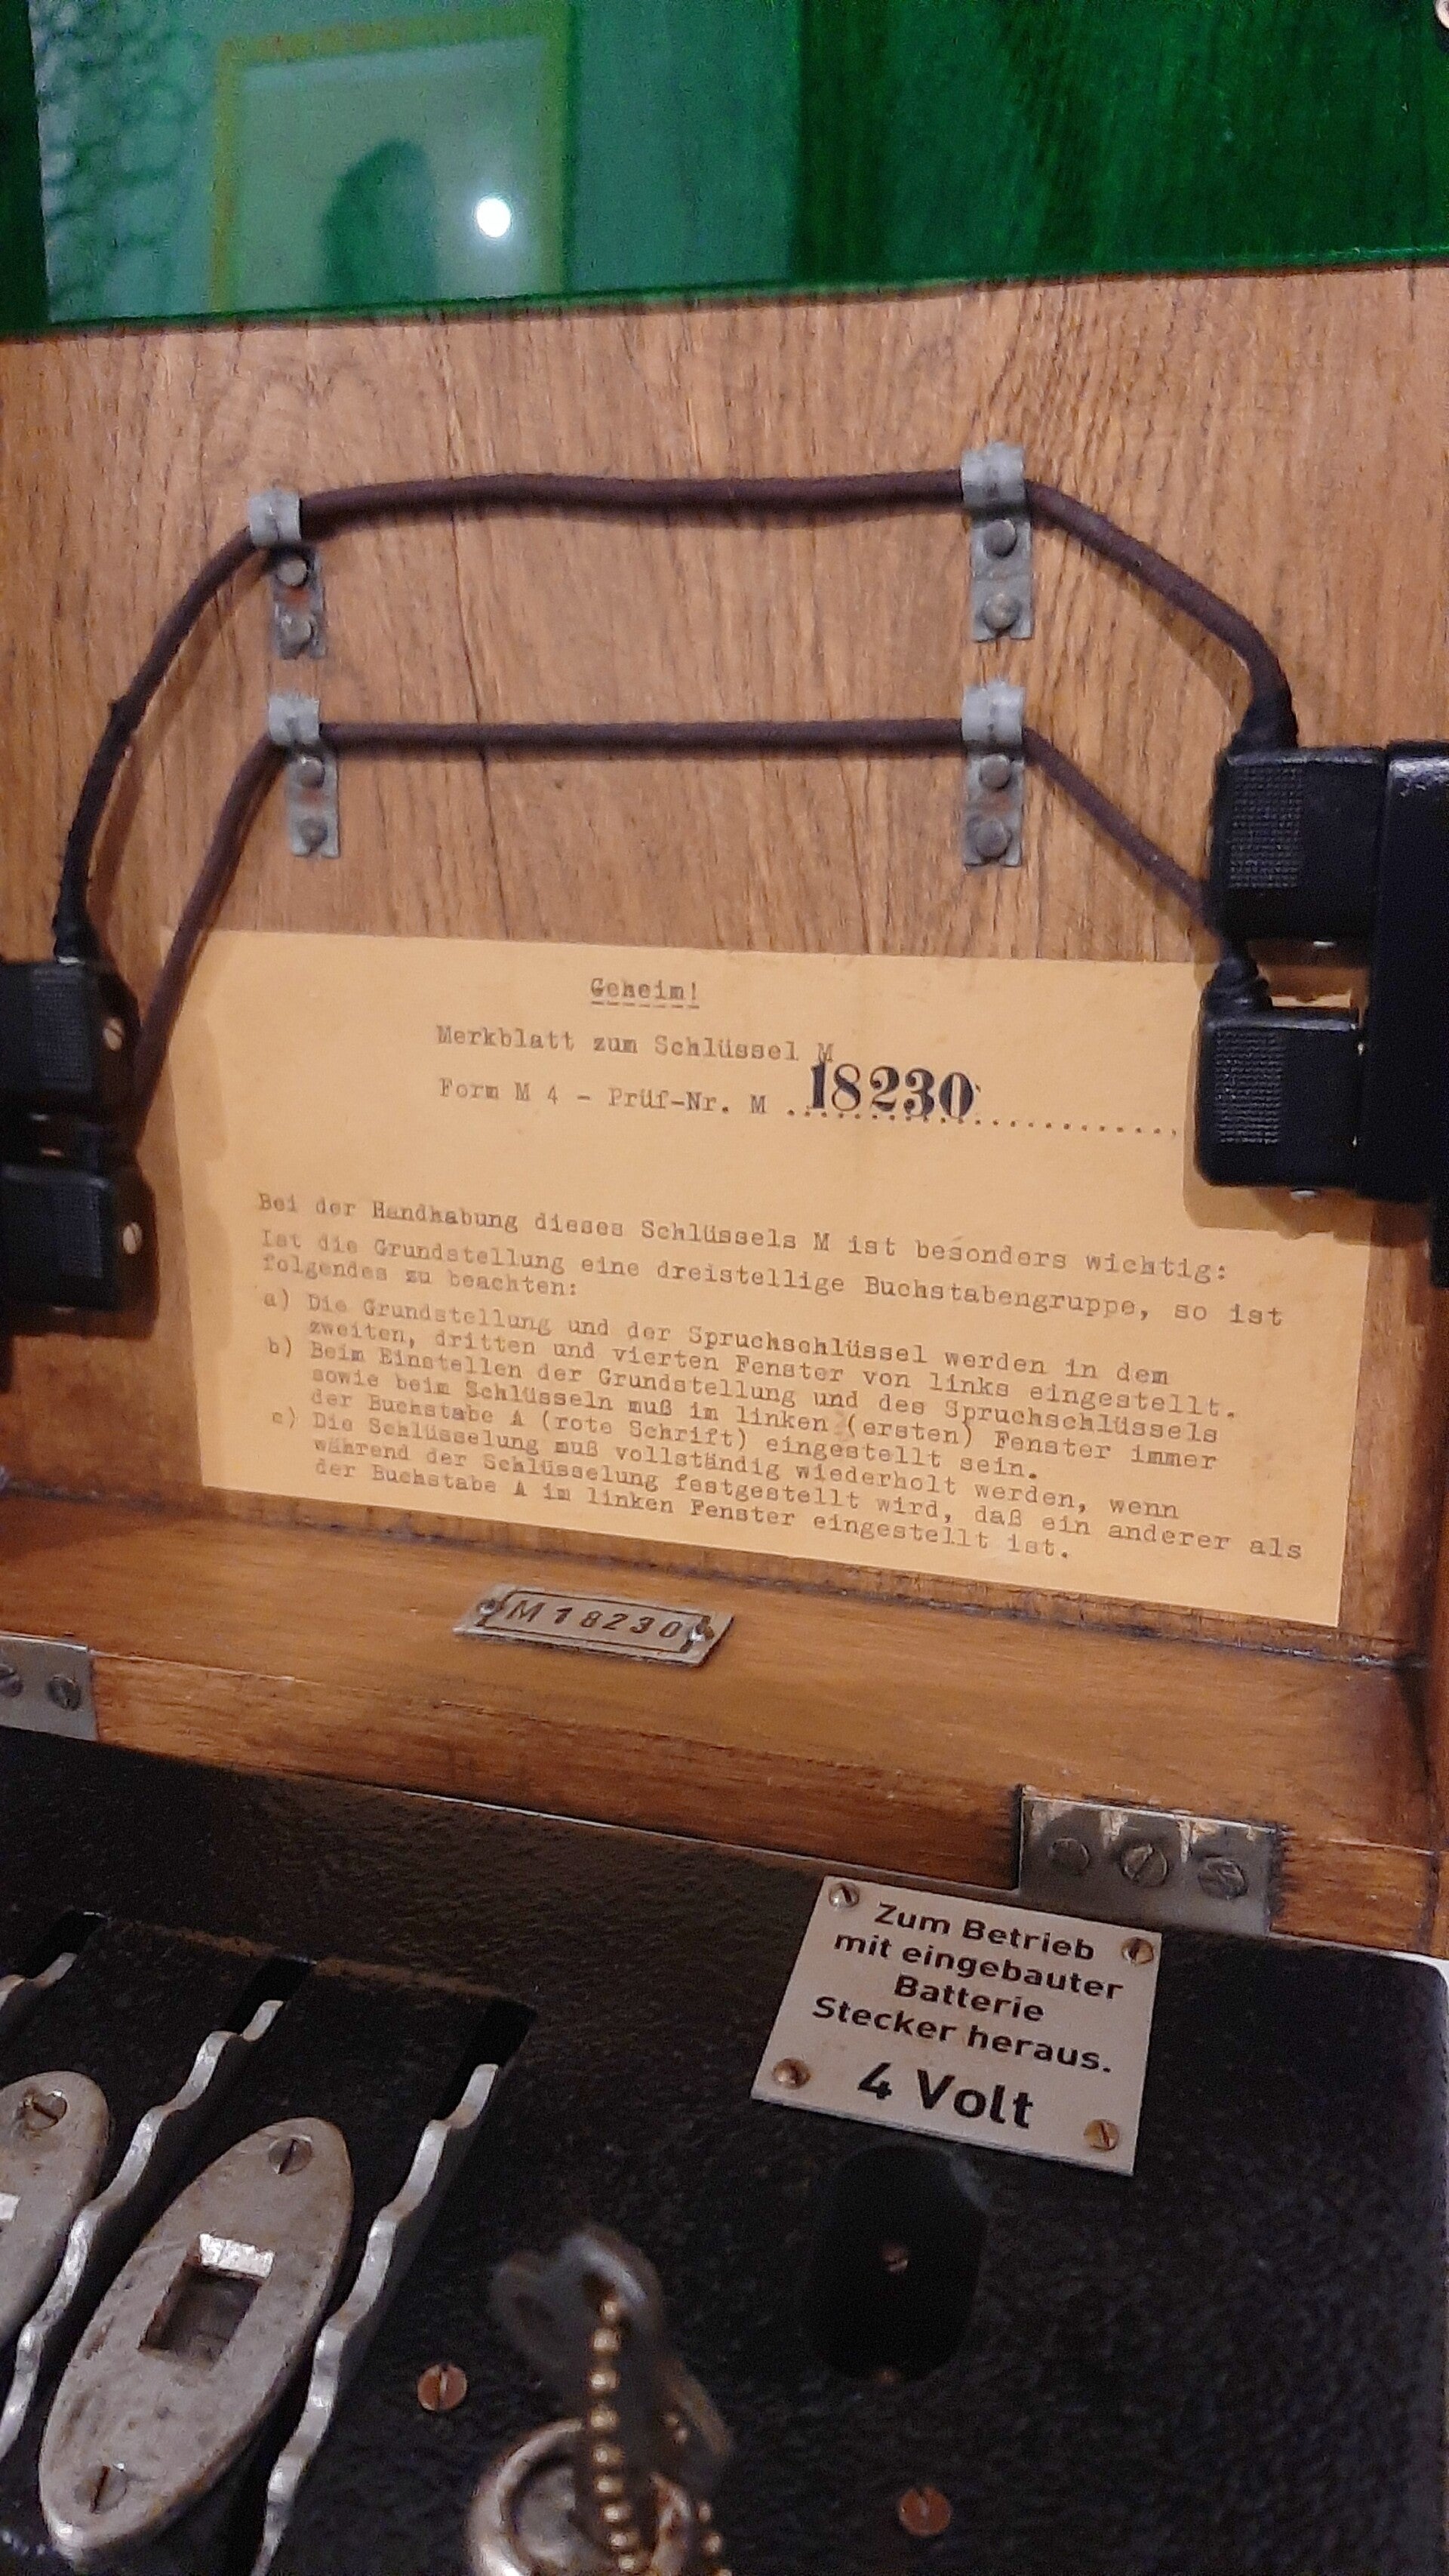 Geheim!
Merkblatt zum Schlüssel M
Form M 4 - Prüf-Nr. M 18230
Bei der Handhabung dieses Schlüssels M ist besonders wichtig:
Ist die Grundstellung eine dreistellige Buchstabengruppe, so ist
folgendes zu beachten:
a) Die Grundstellung und der Spruchschlüssel werden in dem
zweiten, dritten und vierten Fenster von links eingestellt.
b) Beim Einstellen der Grundstellung und des Spruchschlüssels
sowie beim Schlüsseln muß im linken (ersten) Fenster immer
der Buchstabe A (rote Schrift) eingestellt sein.
c) Die Schlüsselung muß vollständig wiederholt werden, wenn
während der Schlüsselung festgestellt wird, daß ein anderer als
der Buchstabe A im linken Fenster eingestellt ist.
M18230
Zum Betrieb
mit eingebauter
Batterie
Stecker heraus.
4 Volt